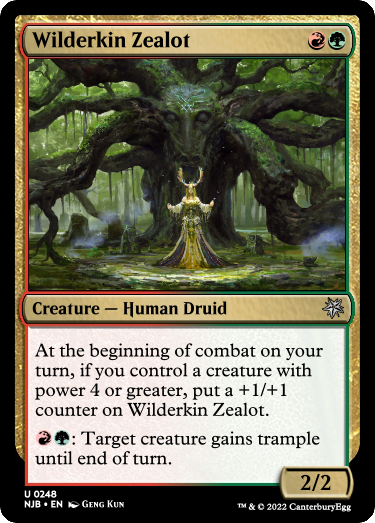 Wilderkin Zealot
Creature — Human Druid
At the beginning of combat on your
turn, if you control a creature with
power 4 or greater, put a +1/+1
counter on Wilderkin Zealot.
: Target creature gains trample
until end of turn.
2/2
U 0248
NJB • EN Geng Kun
™ & © 2022 CanterburyEgg